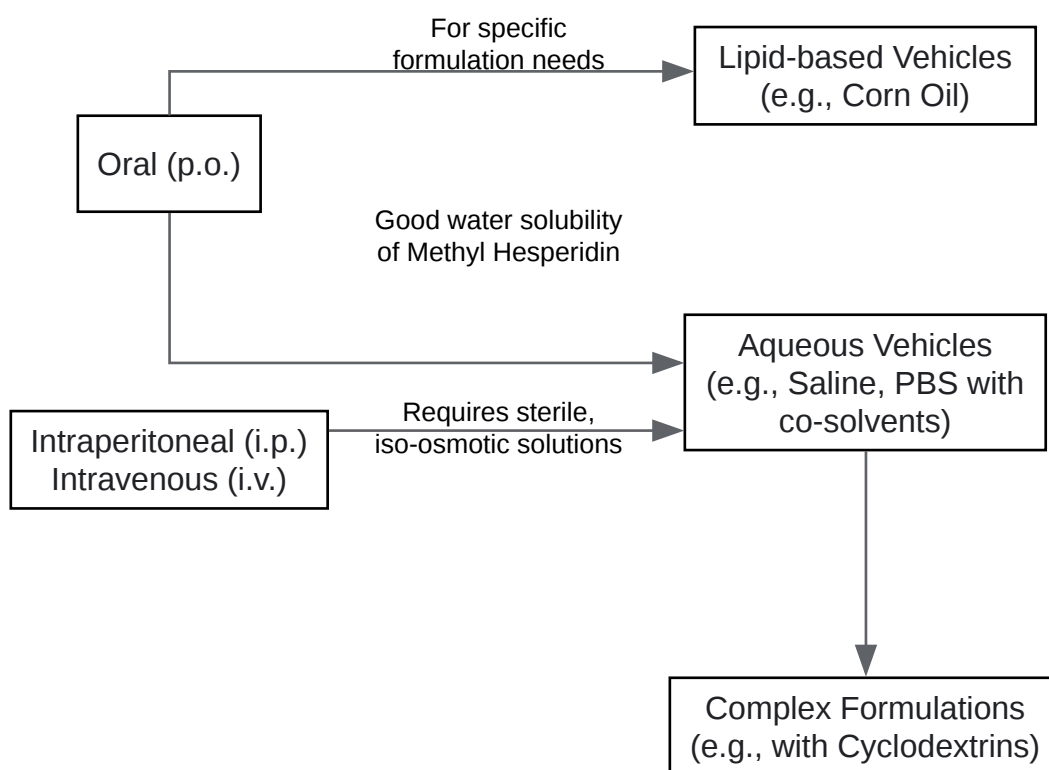 For specific
formulation needs
Lipid-based Vehicles
(e.g., Corn Oil)
Oral (p.o.)
Good water solubility
of Methyl Hesperidin
Aqueous Vehicles
(e.g., Saline, PBS with
co-solvents)
Requires sterile,
iso-osmotic solutions
Intraperitoneal (i.p.)
Intravenous (i.v.)
Complex Formulations
(e.g., with Cyclodextrins)